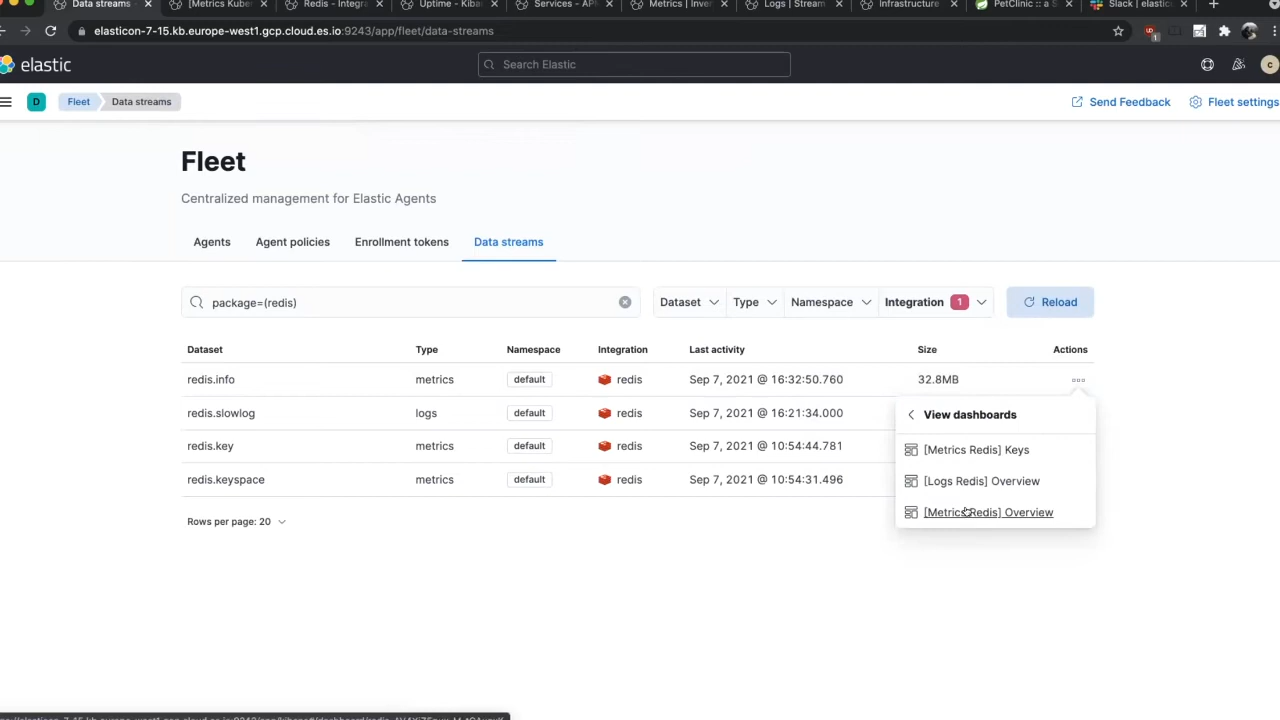 Data streams
[Metrics Kuber
Redis - Integra
Uptime - Kiba
Services - AP
Metrics | Inver
Logs | Stream
Infrastructure
PetClinic :: a S
Slack | elastic
elasticon-7-15.kb.europe-west1.gcp.cloud.es.io:9243/app/fleet/data-streams
elastic
Search Elastic
c
D
Fleet
Data streams
Send Feedback
Fleet settings
Fleet
Centralized management for Elastic Agents
Agents
Agent policies
Enrollment tokens
Data streams
package=(redis)
Dataset
Type
Namespace
Integration 1
Reload
Dataset Type Namespace Integration Last activity Size Actions
redis.info metrics default redis Sep 7, 2021 @ 16:32:50.760 32.8MB
redis.slowlog logs default redis Sep 7, 2021 @ 16:21:34.000
redis.key metrics default redis Sep 7, 2021 @ 10:54:44.781
redis.keyspace metrics default redis Sep 7, 2021 @ 10:54:31.496
View dashboards
[Metrics Redis] Keys
[Logs Redis] Overview
[Metrics Redis] Overview
Rows per page: 20